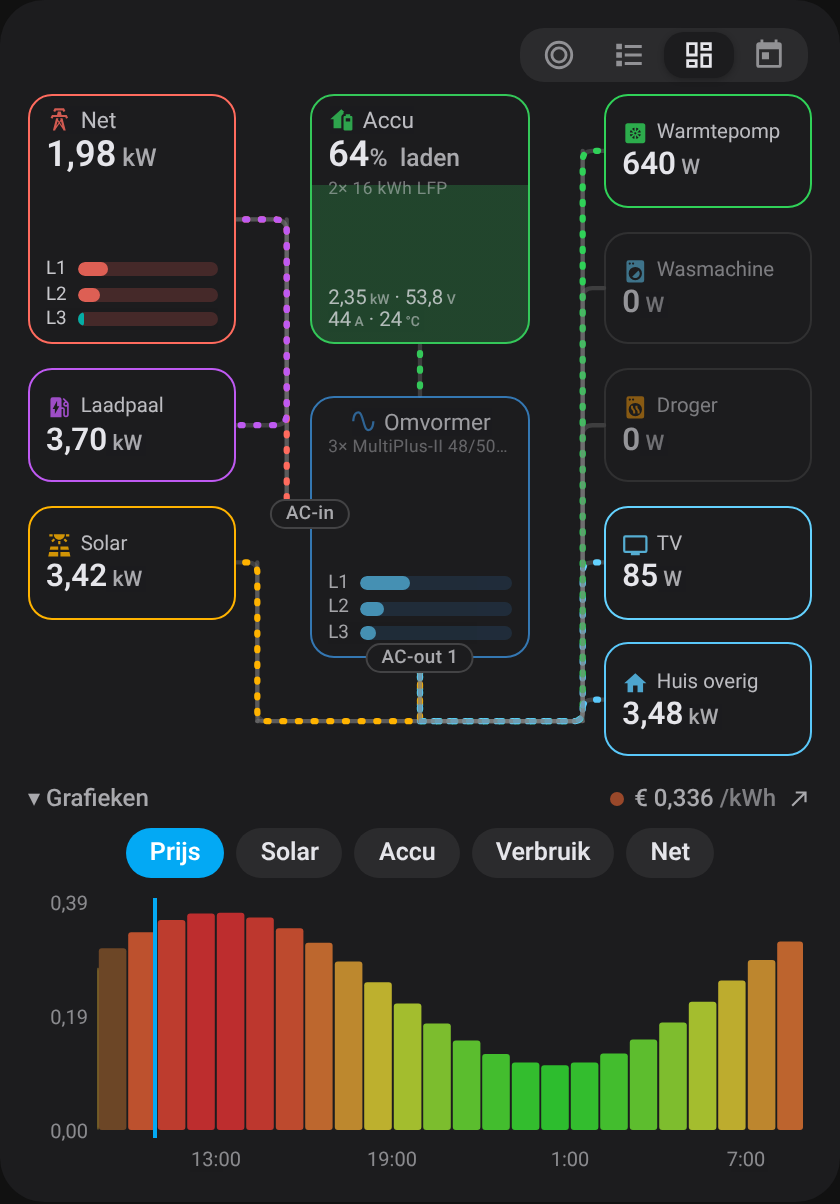 Net
1,98 kW
L1
L2
L3
Accu
64% laden
2× 16 kWh LFP
2,35 kW · 53,8 V
44 A · 24 °C
Warmtepomp
640 W
Wasmachine
0 W
Laadpaal
3,70 kW
Omvormer
3× MultiPlus-II 48/50…
Droger
0 W
AC-in
Solar
3,42 kW
L1
L2
L3
AC-out 1
TV
85 W
Huis overig
3,48 kW
▾ Grafieken
€ 0,336 /kWh
Prijs
Solar
Accu
Verbruik
Net
0,39
0,19
0,00
13:00
19:00
1:00
7:00